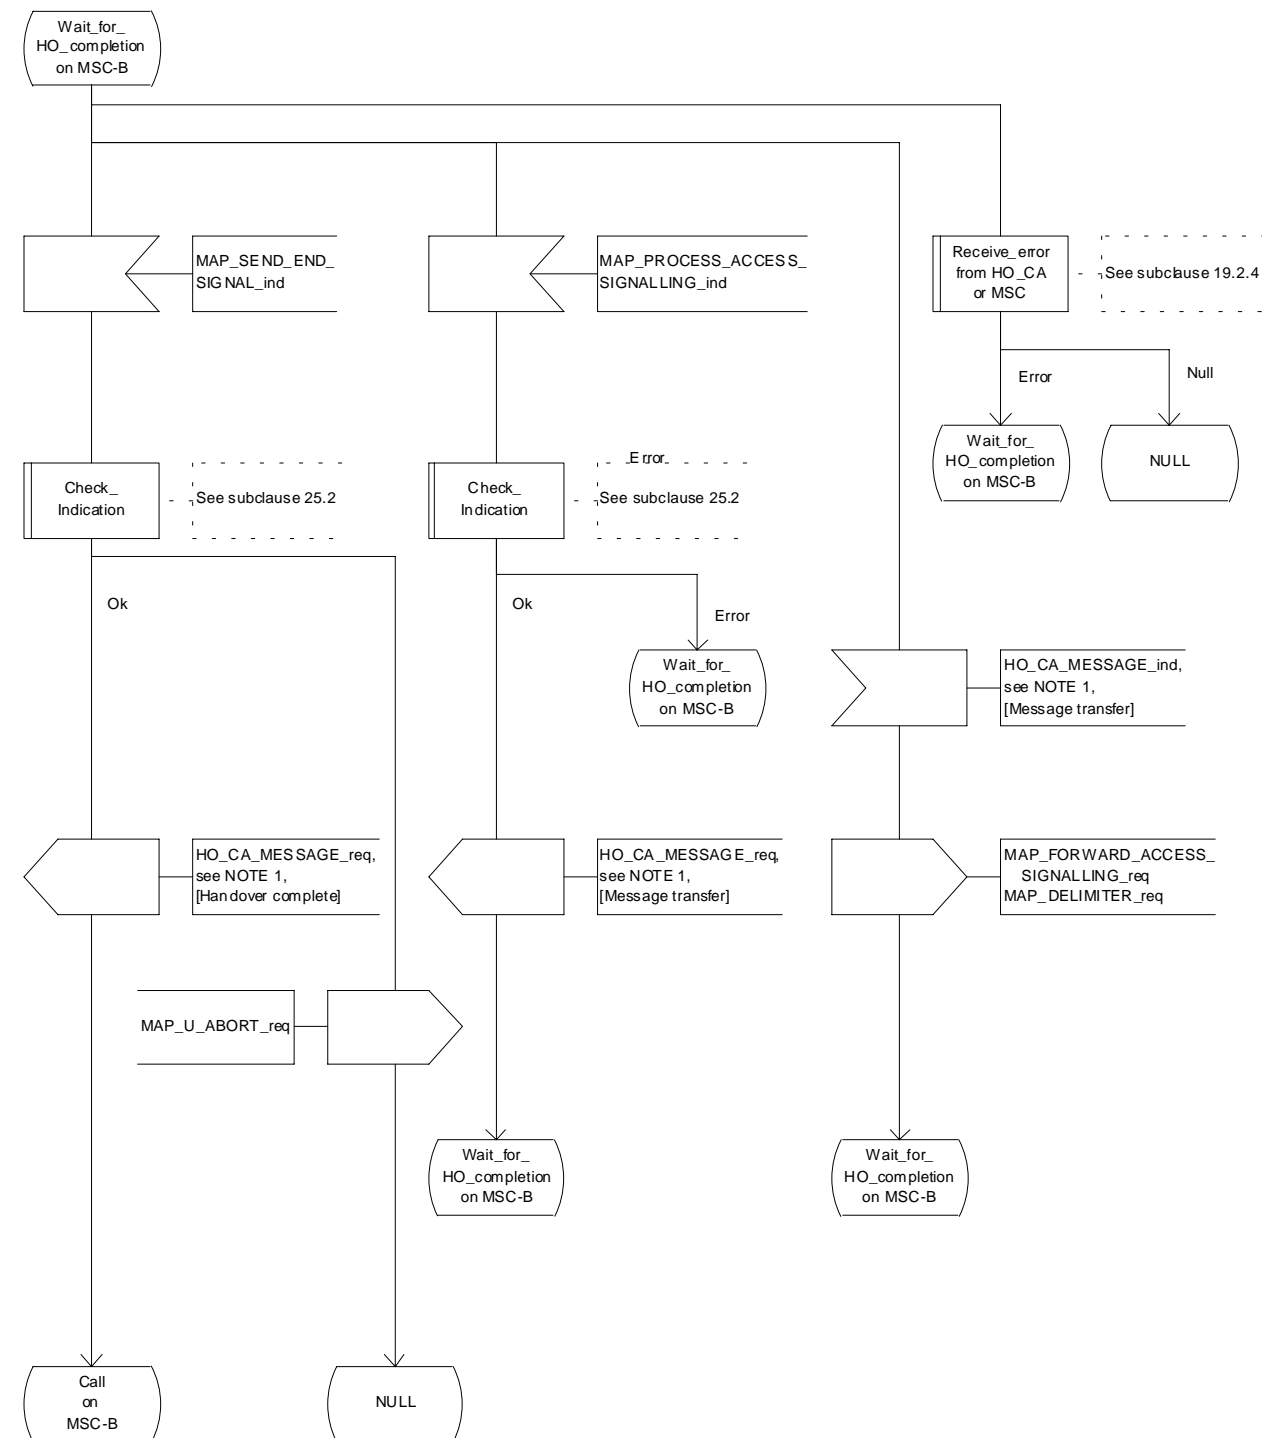 Wait_for_
HO_completion
on MSC-B
MAP_SEND_END_
SIGNAL_ind
MAP_PROCESS_ACCESS_
SIGNALLING_ind
Receive_error
from HO_CA
or MSC
See subclause 19.2.4
Error
Null
Wait_for_
HO_completion
on MSC-B
NULL
Check_
Indication
See subclause 25.2
Error
Check_
Indication
See subclause 25.2
Ok
Ok
Error
Wait_for_
HO_completion
on MSC-B
HO_CA_MESSAGE_ind,
see NOTE 1,
[Message transfer]
HO_CA_MESSAGE_req,
see NOTE 1,
[Handover complete]
HO_CA_MESSAGE_req,
see NOTE 1,
[Message transfer]
MAP_FORWARD_ACCESS_
SIGNALLING_req
MAP_DELIMITER_req
MAP_U_ABORT_req
Wait_for_
HO_completion
on MSC-B
Wait_for_
HO_completion
on MSC-B
Call
on
MSC-B
NULL